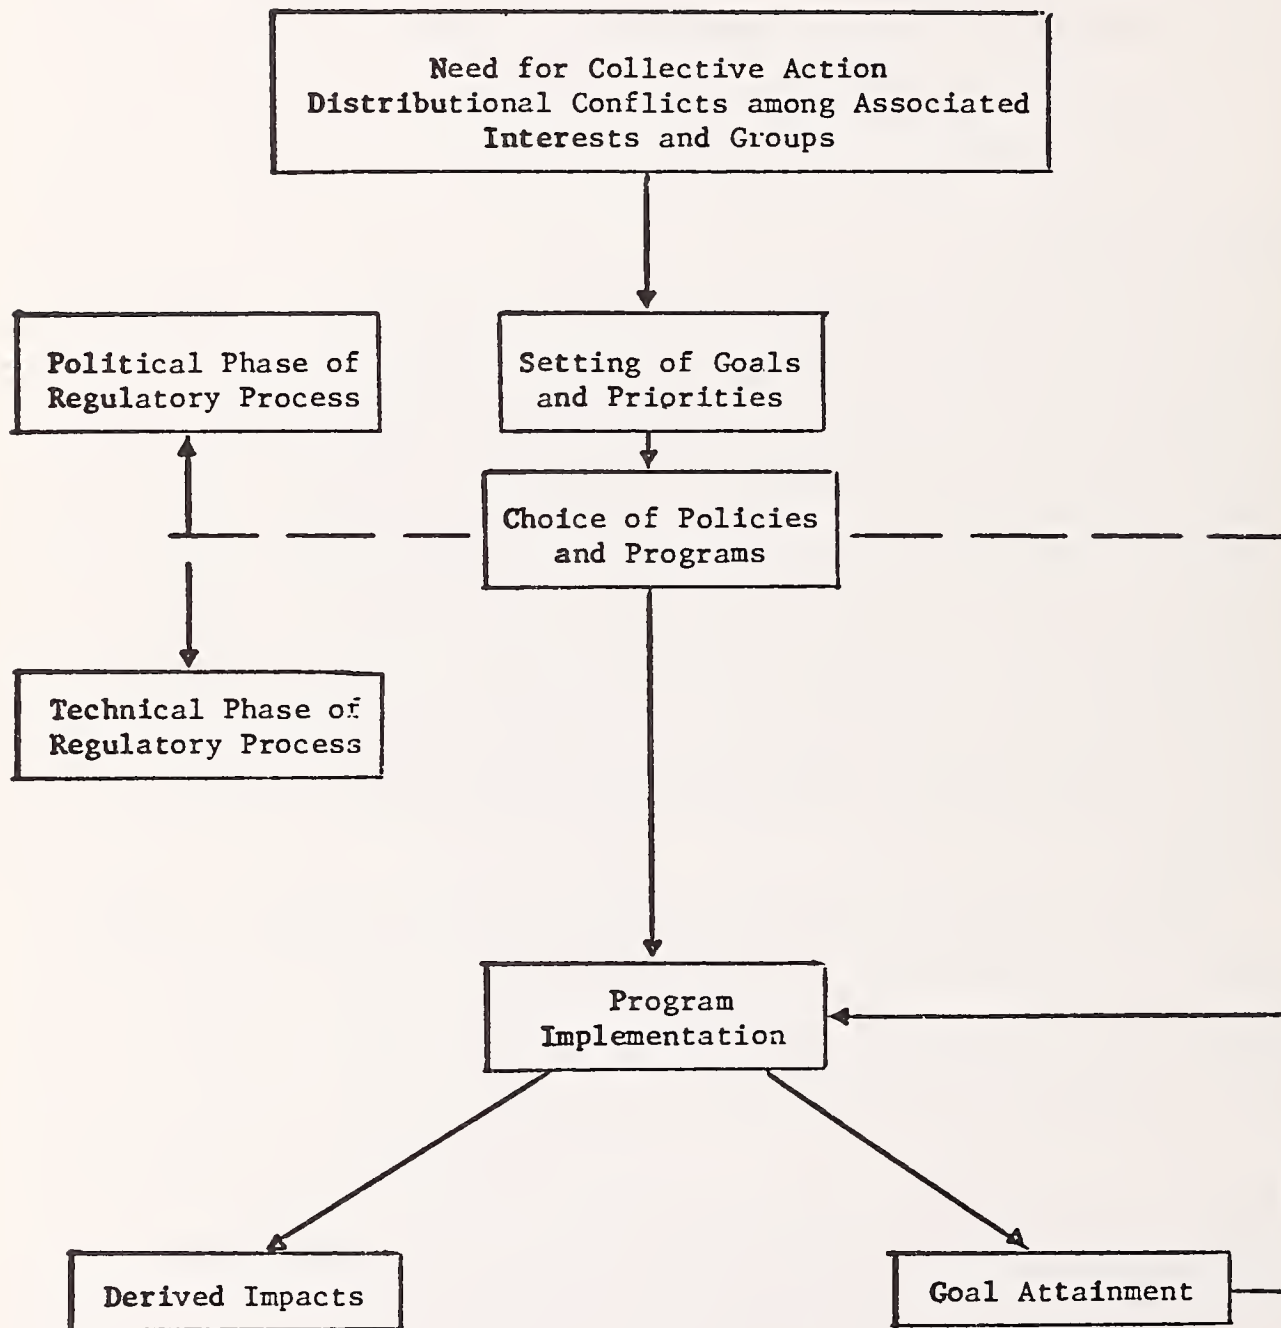 Need for Collective Action
Distributional Conflicts among Associated
Interests and Groups
Political Phase of
Regulatory Process
Setting of Goals
and Priorities
Choice of Policies
and Programs
Technical Phase of
Regulatory Process
Program
Implementation
Derived Impacts
Goal Attainment